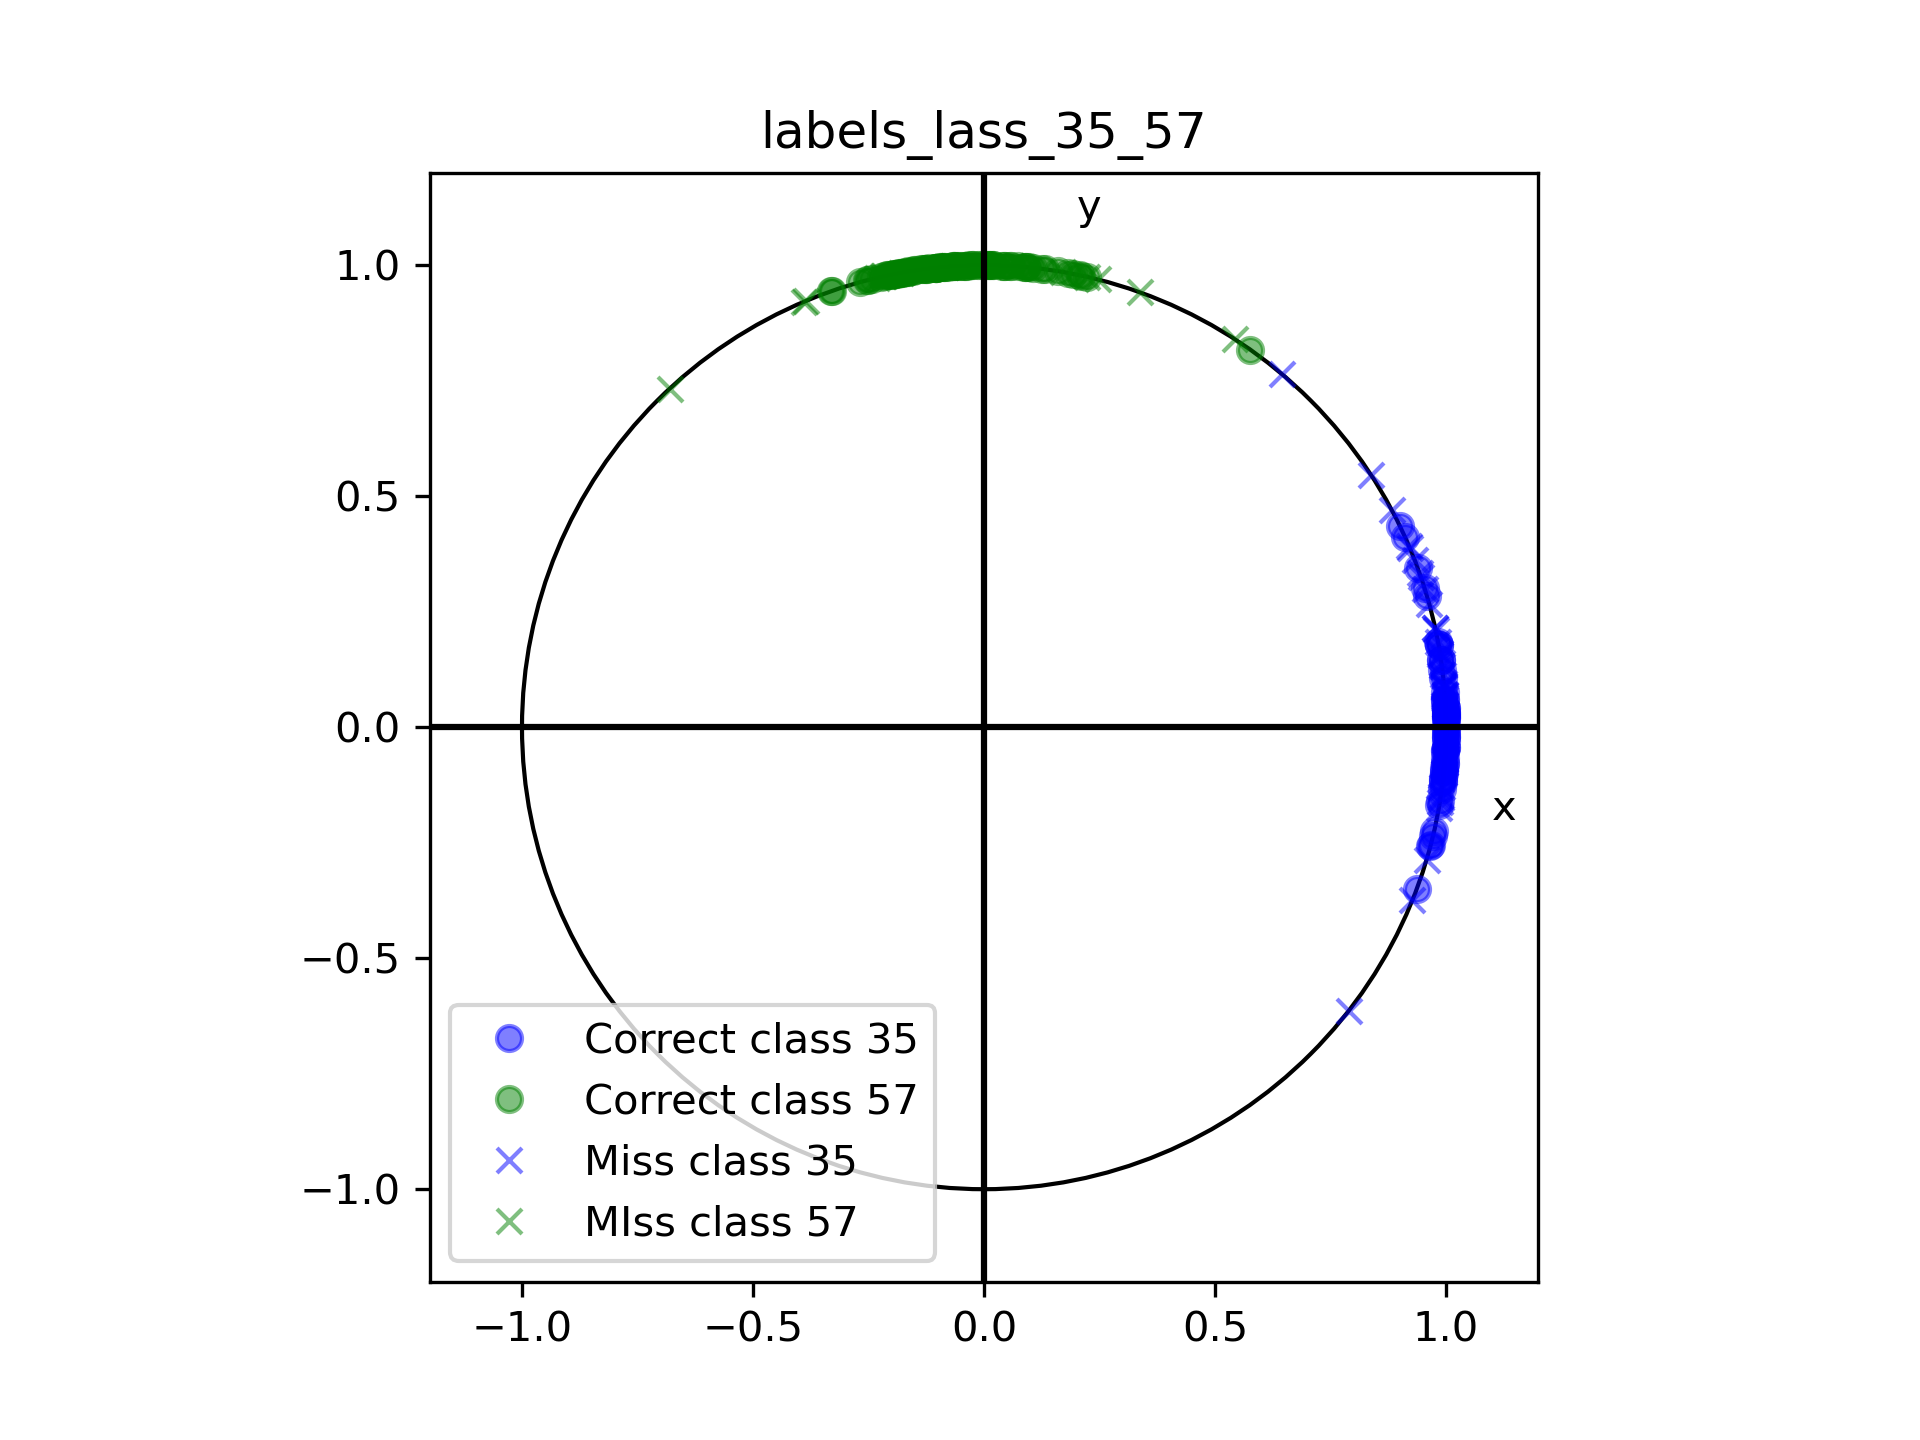 labels_lass_35_57
y
1.0
0.5
0.0
−0.5
−1.0
x
Correct class 35
Correct class 57
Miss class 35
MIss class 57
−1.0 −0.5 0.0 0.5 1.0